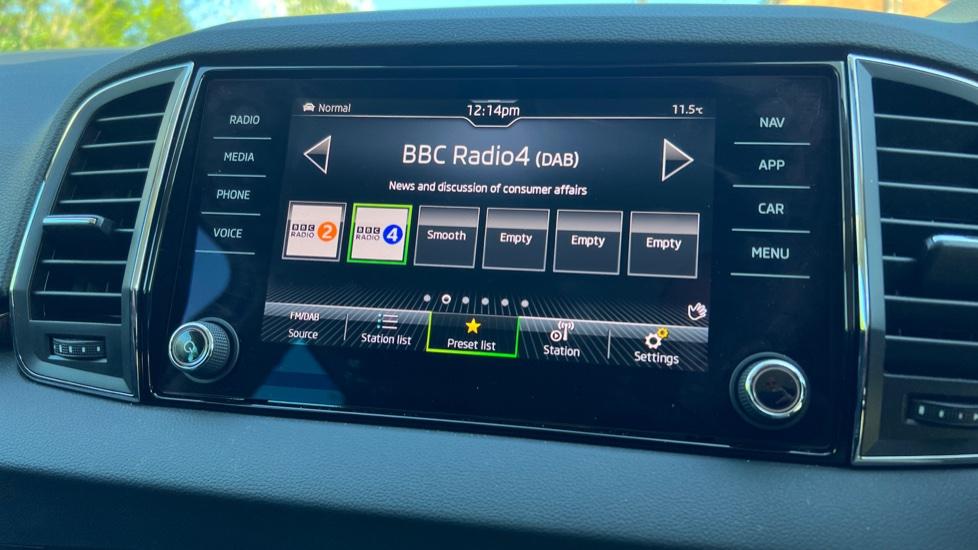 RADIO
MEDIA
PHONE
VOICE
Normal
12:14pm
11.5°C
BBC Radio4 (DAB)
News and discussion of consumer affairs
BBC RADIO 2
BBC RADIO 4
Smooth
Empty
Empty
Empty
FM/DAB
Source
Station list
Preset list
Station
Settings
NAV
APP
CAR
MENU